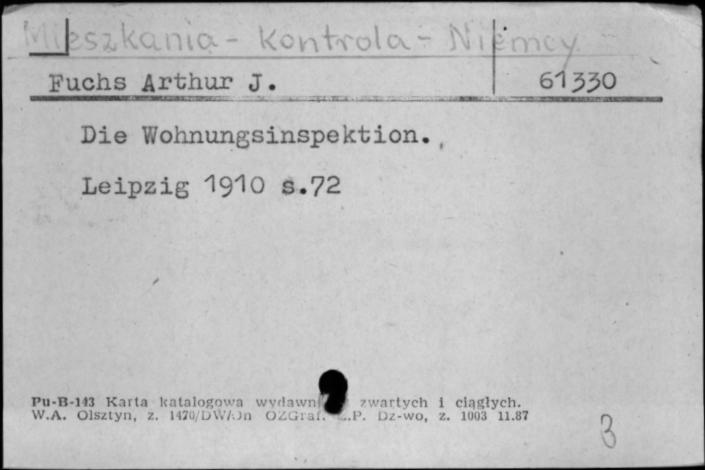 Mieszkania - Kontrola - Niemcy
Fuchs Arthur J. 61330
Die Wohnungsinspektion.
Leipzig 1910 s.72
Pu-B-143 Karta katalogowa wydawn zwartych i ciągłych.
W.A. Olsztyn, z. 1470/DW/Jn OZGraf. .P. Dz-wo, z. 1003 11.87
3